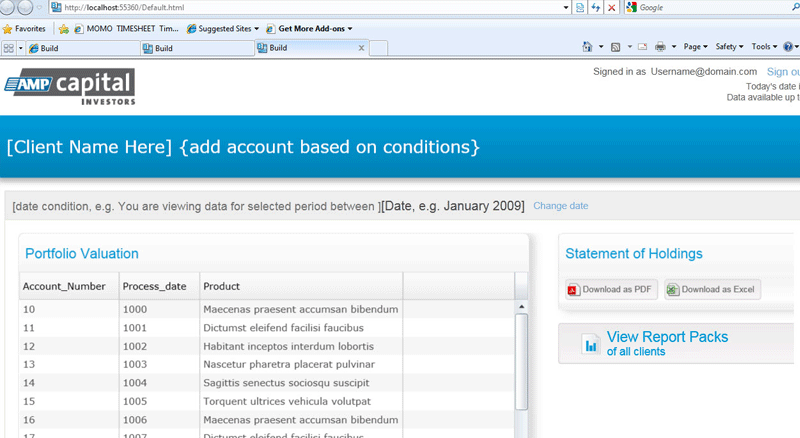 http://localhost:55360/Default.html
Google
Favorites MOMO TIMESHEET Tim... Suggested Sites Get More Add-ons
Build Build Build x Page Safety Tools
AMP capital
INVESTORS
Signed in as Username@domain.com Sign
Today's date
Data available up
[Client Name Here] {add account based on conditions}
[date condition, e.g. You are viewing data for selected period between ][Date, e.g. January 2009] Change date
Portfolio Valuation
Account_Number Process_date Product
10 1000 Maecenas praesent accumsan bibendum
11 1001 Dictumst eleifend facilisi faucibus
12 1002 Habitant inceptos interdum lobortis
13 1003 Nascetur pharetra placerat pulvinar
14 1004 Sagittis senectus sociosqu suscipit
15 1005 Torquent ultrices vehicula volutpat
16 1006 Maecenas praesent accumsan bibendum
17 1007 Dictumst eleifend facilisi faucibus
Statement of Holdings
Download as PDF Download as Excel
View Report Packs
of all clients